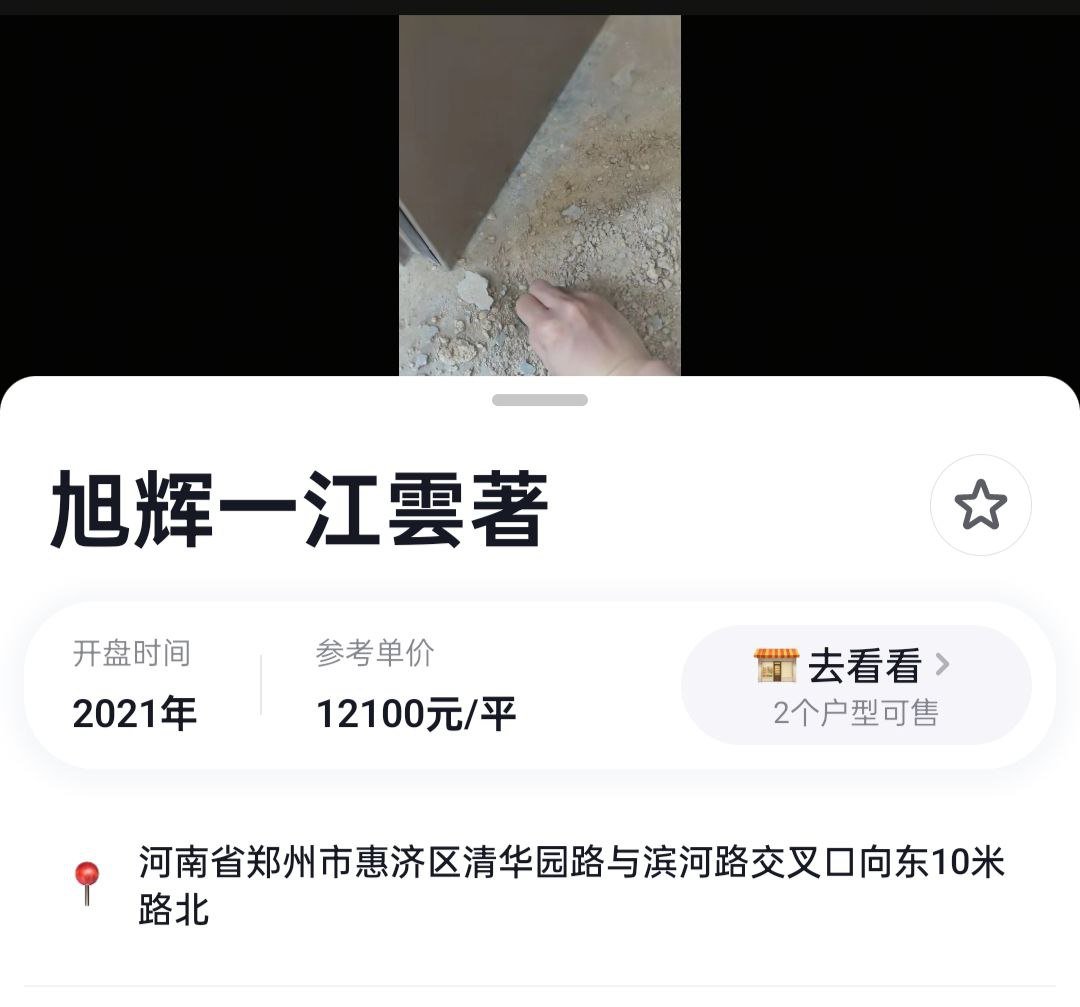 旭辉一江雲著
开盘时间
参考单价
2021年
12100元/平
去看看
2个户型可售
河南省郑州市惠济区清华园路与滨河路交叉口向东10米
路北